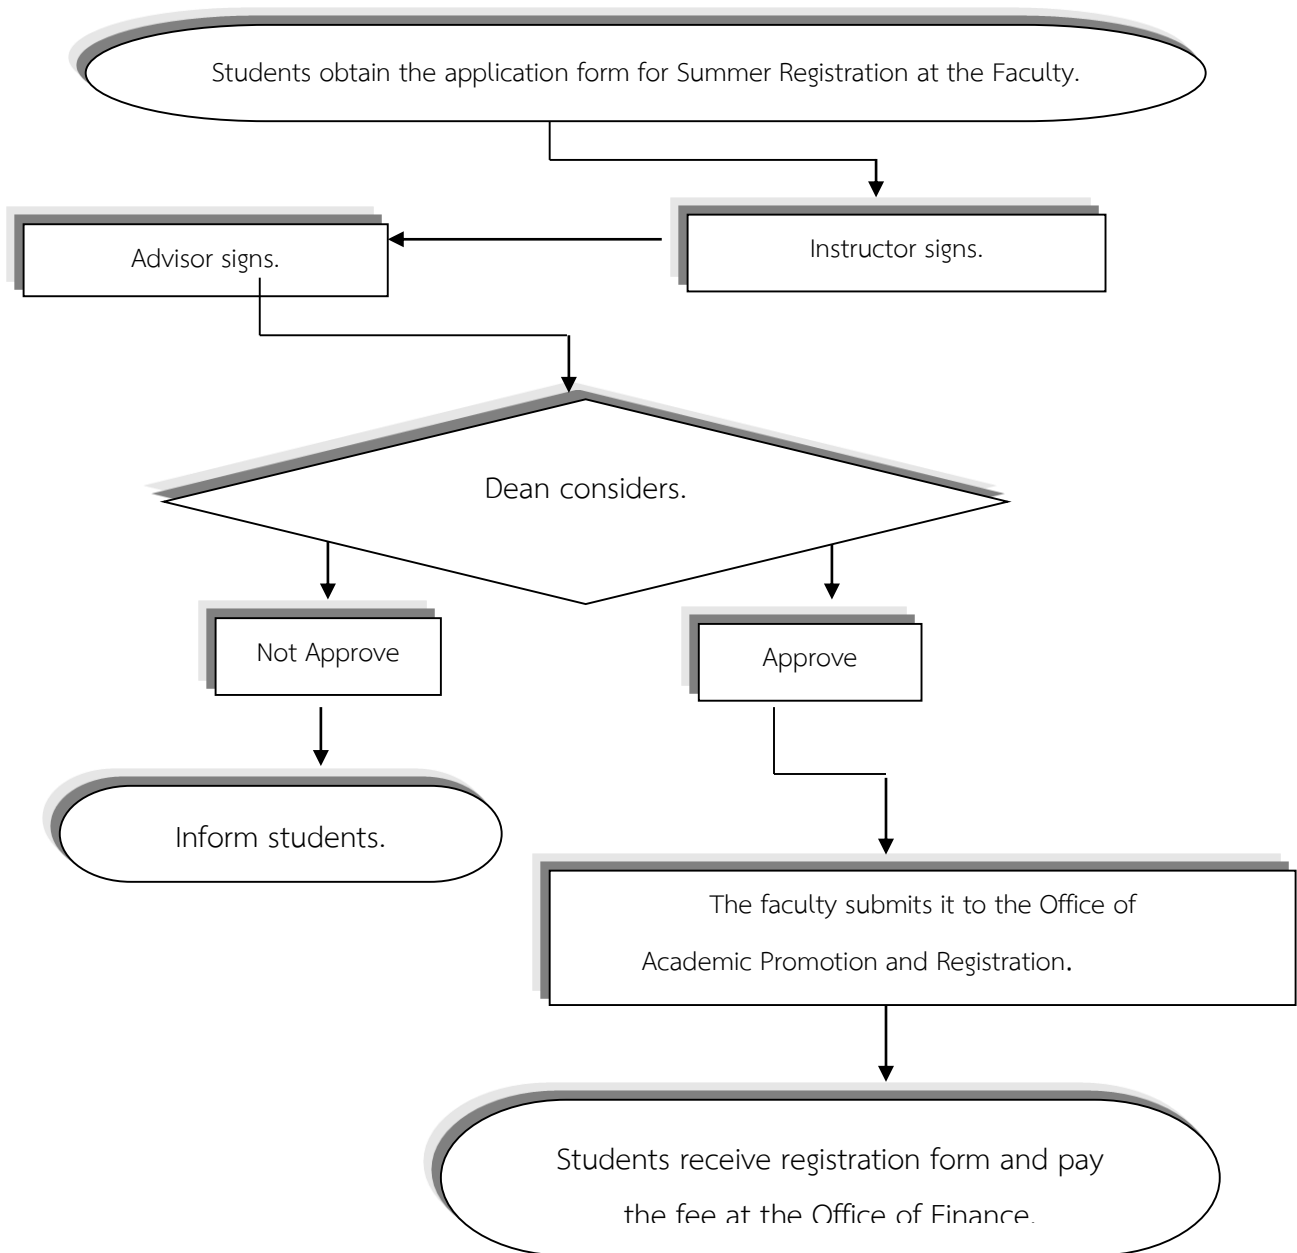 Students obtain the application form for Summer Registration at the Faculty.
Instructor signs.
Advisor signs.
Dean considers.
Not Approve
Approve
Inform students.
The faculty submits it to the Office of
Academic Promotion and Registration.
Students receive registration form and pay
the fee at the Office of Finance.